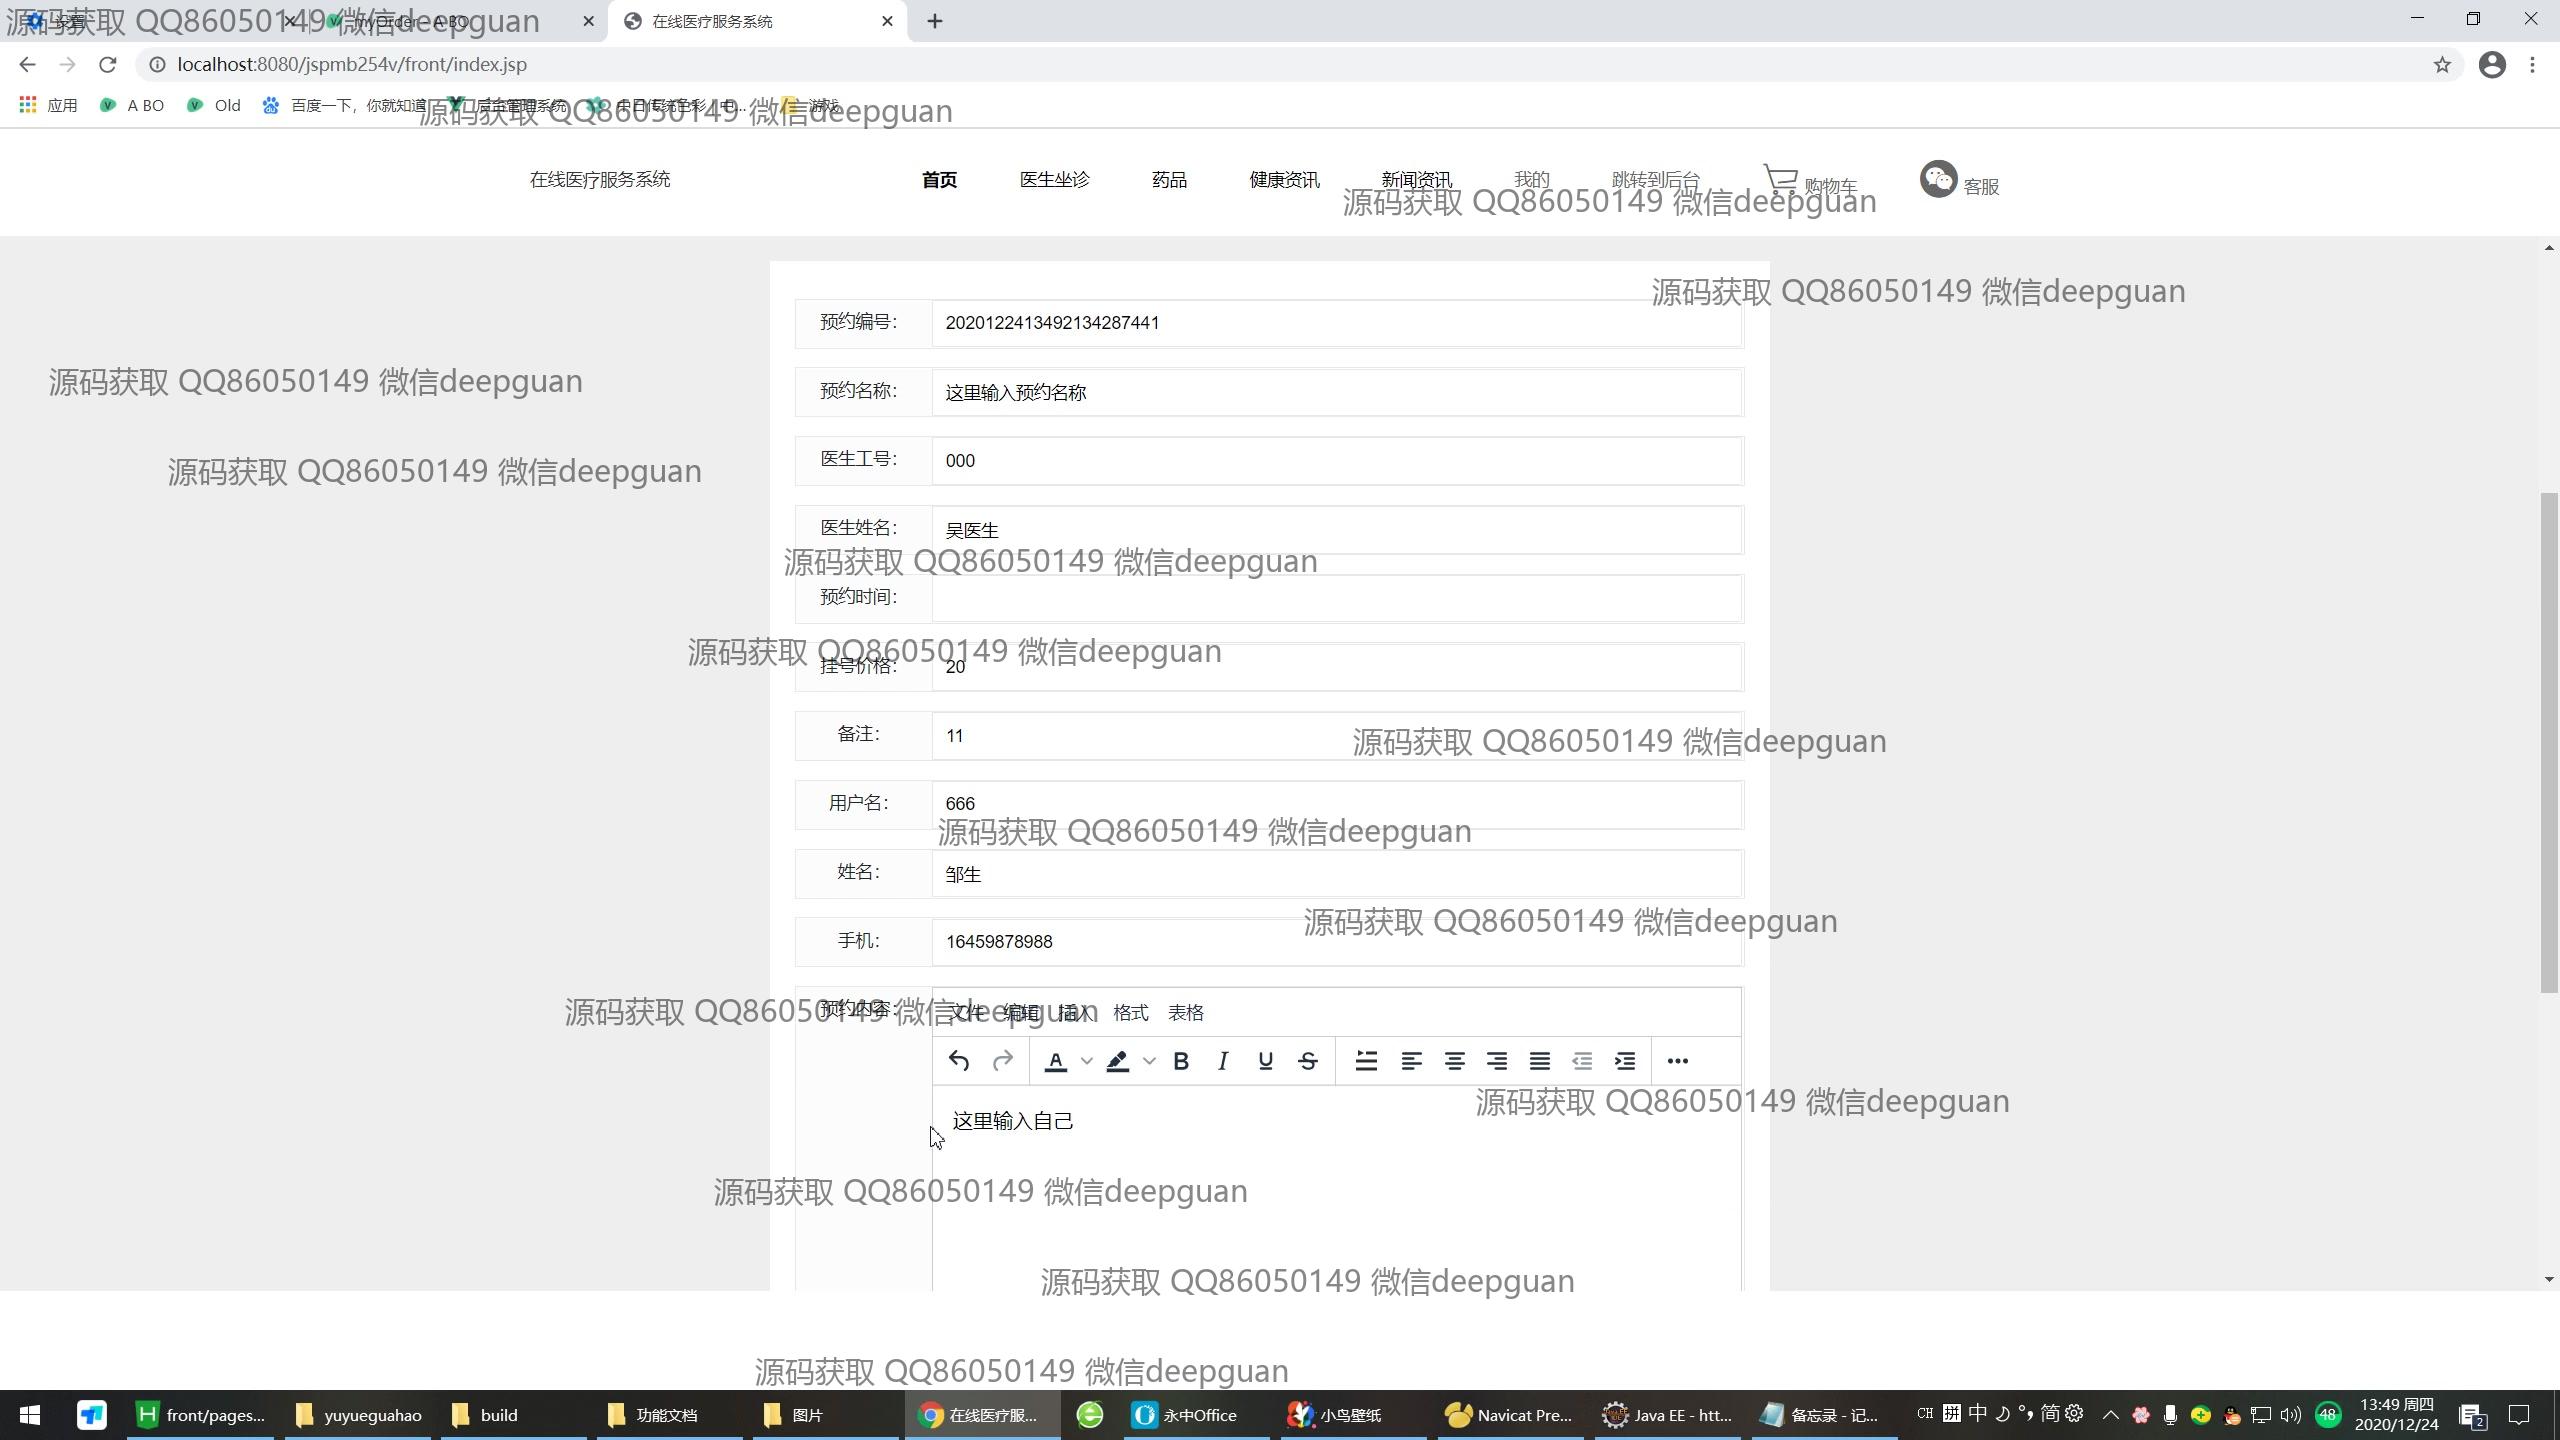 源码获取 QQ86050149 微信deepguan
myOrder - A BO
在线医疗服务系统
localhost:8080/jspmb254v/front/index.jsp
应用 A BO Old 百度一下，你就知道 后台管理系统 中日传统色彩 游戏
源码获取 QQ86050149 微信deepguan
在线医疗服务系统 首页 医生坐诊 药品 健康资讯 新闻资讯 我的 跳转到后台 购物车 客服
源码获取 QQ86050149 微信deepguan
源码获取 QQ86050149 微信deepguan
预约编号： 2020122413492134287441
源码获取 QQ86050149 微信deepguan
预约名称： 这里输入预约名称
医生工号： 000
源码获取 QQ86050149 微信deepguan
医生姓名： 吴医生
源码获取 QQ86050149 微信deepguan
预约时间：
源码获取 QQ86050149 微信deepguan
挂号价格： 20
备注： 11
源码获取 QQ86050149 微信deepguan
用户名： 666
源码获取 QQ86050149 微信deepguan
姓名： 邹生
源码获取 QQ86050149 微信deepguan
手机： 16459878988
源码获取 QQ86050149 微信deepguan
预约内容： 文件 编辑 插入 格式 表格
源码获取 QQ86050149 微信deepguan
这里输入自己
源码获取 QQ86050149 微信deepguan
源码获取 QQ86050149 微信deepguan
源码获取 QQ86050149 微信deepguan
front/pages... yuyueguahao build 功能文档 图片 在线医疗服... 永中Office 小鸟壁纸 Navicat Pre... Java EE - htt... 备忘录 - 记... CH 拼 中 简 48 13:49 周四 2
2020/12/24